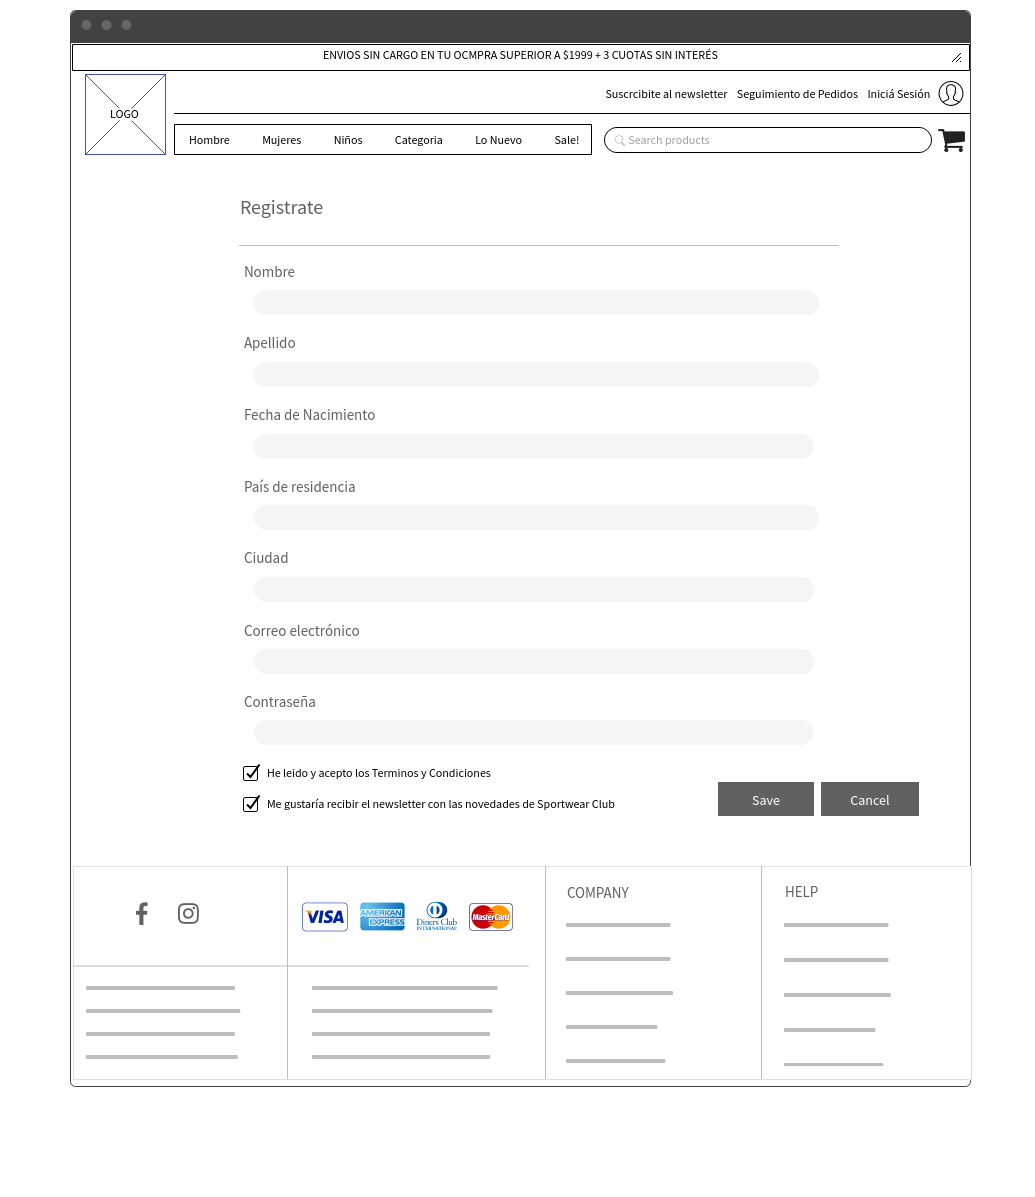 ENVIOS SIN CARGO EN TU OCMPRA SUPERIOR A $1999 + 3 CUOTAS SIN INTERÉS
LOGO
Suscrcibite al newsletter Seguimiento de Pedidos Iniciá Sesión
Hombre Mujeres Niños Categoria Lo Nuevo Sale!
Search products
Registrate
Nombre
Apellido
Fecha de Nacimiento
País de residencia
Ciudad
Correo electrónico
Contraseña
He leido y acepto los Terminos y Condiciones
Me gustaría recibir el newsletter con las novedades de Sportwear Club
Save Cancel
VISA
AMERICAN EXPRESS
Diners Club
INTERNATIONAL
MasterCard
COMPANY
HELP